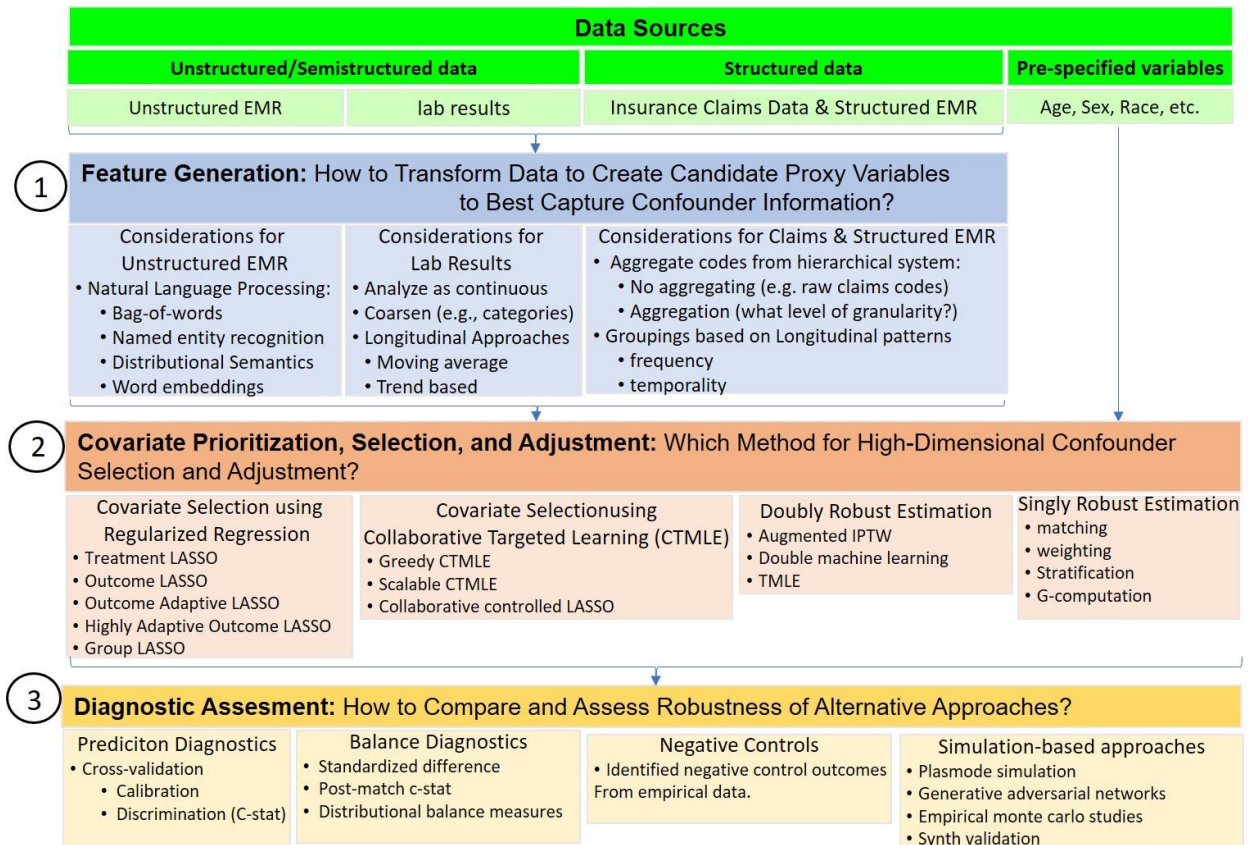 Data Sources
Unstructured/Semistructured data
Structured data
Pre-specified variables
Unstructured EMR
lab results
Insurance Claims Data & Structured EMR
Age, Sex, Race, etc.
1
Feature Generation: How to Transform Data to Create Candidate Proxy Variables
to Best Capture Confounder Information?
Considerations for
Unstructured EMR
• Natural Language Processing:
• Bag-of-words
• Named entity recognition
• Distributional Semantics
• Word embeddings
Considerations for
Lab Results
• Analyze as continuous
• Coarsen (e.g., categories)
• Longitudinal Approaches
• Moving average
• Trend based
Considerations for Claims & Structured EMR
• Aggregate codes from hierarchical system:
• No aggregating (e.g. raw claims codes)
• Aggregation (what level of granularity?)
• Groupings based on Longitudinal patterns
• frequency
• temporality
2
Covariate Prioritization, Selection, and Adjustment: Which Method for High-Dimensional Confounder
Selection and Adjustment?
Covariate Selection using
Regularized Regression
• Treatment LASSO
• Outcome LASSO
• Outcome Adaptive LASSO
• Highly Adaptive Outcome LASSO
• Group LASSO
Covariate Selectionusing
Collaborative Targeted Learning (CTMLE)
• Greedy CTMLE
• Scalable CTMLE
• Collaborative controlled LASSO
Doubly Robust Estimation
• Augmented IPTW
• Double machine learning
• TMLE
Singly Robust Estimation
• matching
• weighting
• Stratification
• G-computation
3
Diagnostic Assesment: How to Compare and Assess Robustness of Alternative Approaches?
Prediciton Diagnostics
• Cross-validation
• Calibration
• Discrimination (C-stat)
Balance Diagnostics
• Standardized difference
• Post-match c-stat
• Distributional balance measures
Negative Controls
• Identified negative control outcomes
From empirical data.
Simulation-based approaches
• Plasmode simulation
• Generative adversarial networks
• Empirical monte carlo studies
• Synth validation